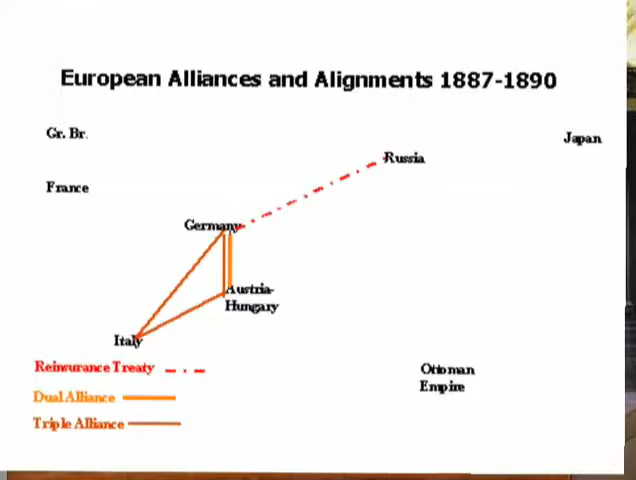 European Alliances and Alignments 1887-1890
Gr. Br.
Japan
Russia
France
Germany
Austria-
Hungary
Italy
Reinsurance Treaty
Ottoman
Empire
Dual Alliance
Triple Alliance